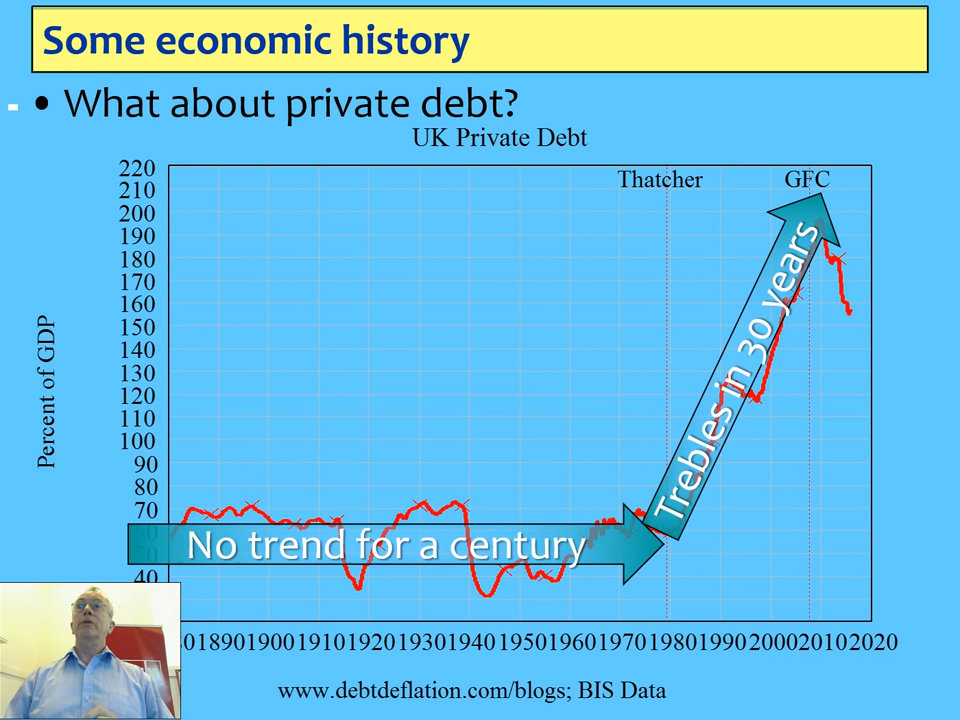 Some economic history
- • What about private debt?
UK Private Debt
Thatcher GFC
220
210
200
190
180
170
160
150
140
130
120
110
100
90
80
70
60
50
40
Percent of GDP
Trebles in 30 years
No trend for a century
1890 1900 1910 1920 1930 1940 1950 1960 1970 1980 1990 2000 2010 2020
www.debtdeflation.com/blogs; BIS Data